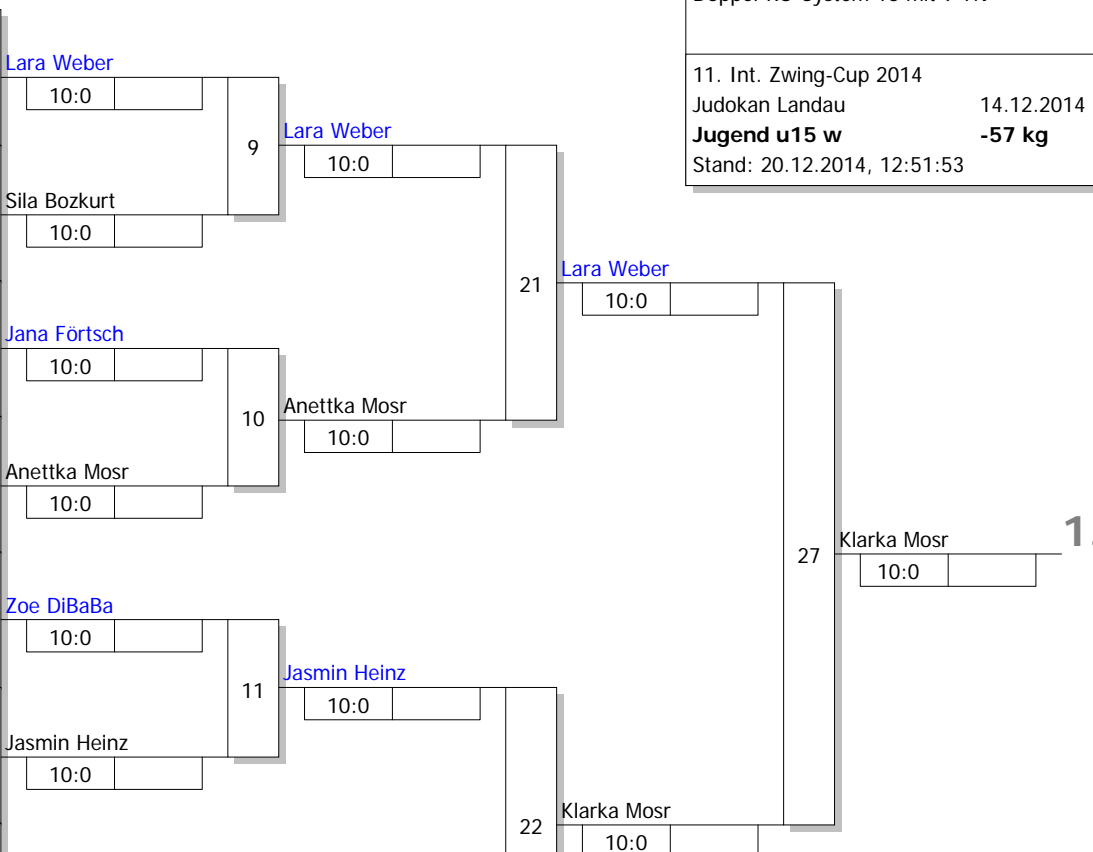 11. Int. Zwing-Cup 2014
Judokan Landau 14.12.2014
Jugend u15 w -57 kg
Stand: 20.12.2014, 12:51:53
Lara Weber
10:0
9
Lara Weber
10:0
Sila Bozkurt
10:0
21
Lara Weber
10:0
Jana Förtsch
10:0
10
Anettka Mosr
10:0
Anettka Mosr
10:0
27
Klarka Mosr
10:0
1.
Zoe DiBaBa
10:0
11
Jasmin Heinz
10:0
Jasmin Heinz
10:0
22
Klarka Mosr
10:0